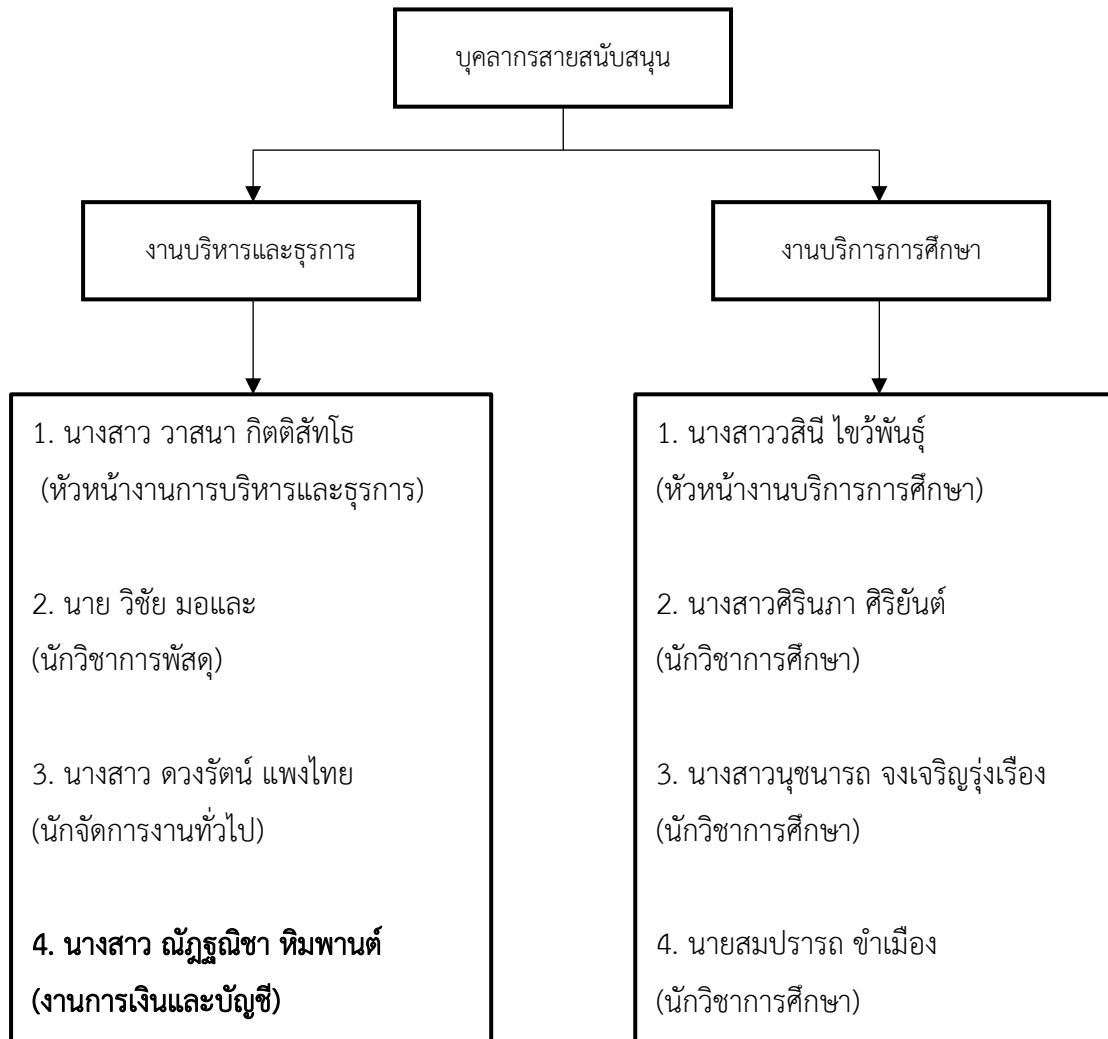 บุคลากรสายสนับสนุน
งานบริหารและธุรการ
งานบริการการศึกษา
1. นางสาว วาสนา กิตติสัทโธ
(หัวหน้างานการบริหารและธุรการ)
2. นาย วิชัย มอและ
(นักวิชาการพัสดุ)
3. นางสาว ดวงรัตน์ แพงไทย
(นักจัดการงานทั่วไป)
4. นางสาว ณัฎฐณิชา หิมพานต์
(งานการเงินและบัญชี)
1. นางสาววสินี ไขว้พันธุ์
(หัวหน้างานบริการการศึกษา)
2. นางสาวศิรินภา ศิริยันต์
(นักวิชาการศึกษา)
3. นางสาวนุชนารถ จงเจริญรุ่งเรือง
(นักวิชาการศึกษา)
4. นายสมปรารถ ขำเมือง
(นักวิชาการศึกษา)